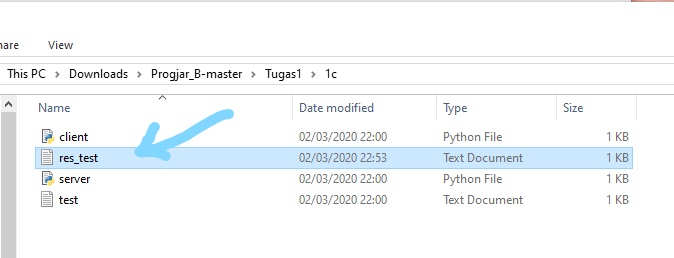 hare View
This PC > Downloads > Progjar_B-master > Tugas1 > 1c
Name Date modified Type Size
client 02/03/2020 22:00 Python File 1 KB
res_test 02/03/2020 22:53 Text Document 1 KB
server 02/03/2020 22:00 Python File 1 KB
test 02/03/2020 22:00 Text Document 1 KB